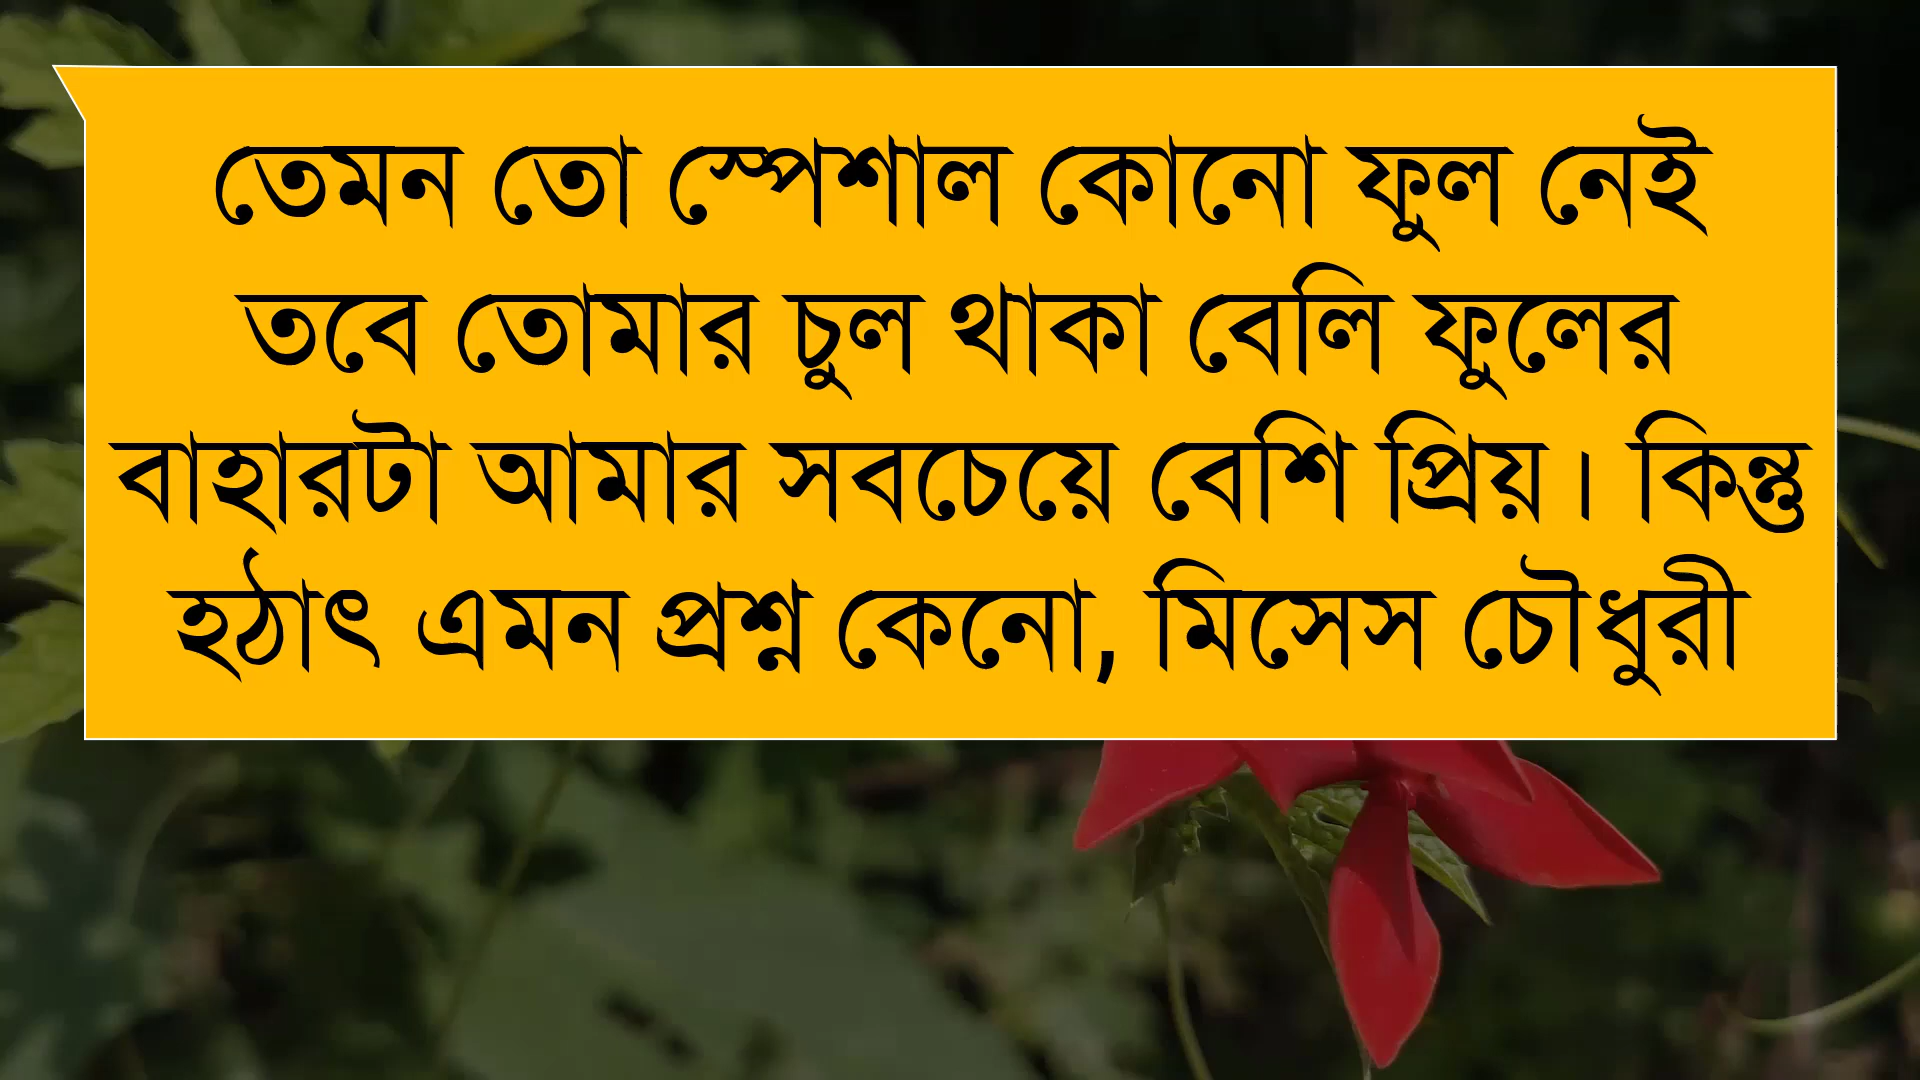 তেমন তো স্পেশাল কোনো ফুল নেই
তবে তোমার চুল থাকা বেলি ফুলের
বাহারটা আমার সবচেয়ে বেশি প্রিয়। কিন্তু
হঠাৎ এমন প্রশ্ন কেনো, মিসেস চৌধুরী